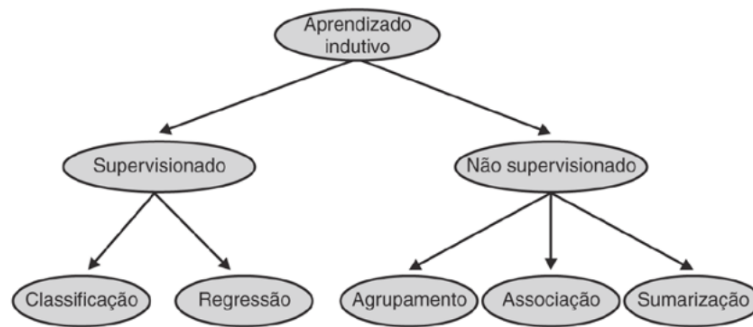 Aprendizado
indutivo
Supervisionado
Não supervisionado
Classificação
Regressão
Agrupamento
Associação
Sumarização